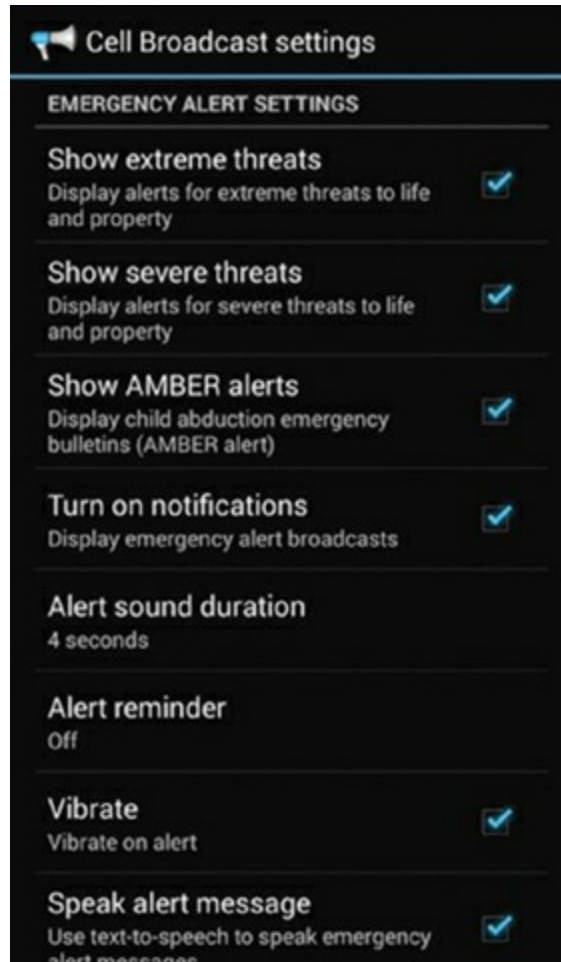 Cell Broadcast settings
EMERGENCY ALERT SETTINGS
Show extreme threats
Display alerts for extreme threats to life
and property
Show severe threats
Display alerts for severe threats to life
and property
Show AMBER alerts
Display child abduction emergency
bulletins (AMBER alert)
Turn on notifications
Display emergency alert broadcasts
Alert sound duration
4 seconds
Alert reminder
Off
Vibrate
Vibrate on alert
Speak alert message
Use text-to-speech to speak emergency
alert messages